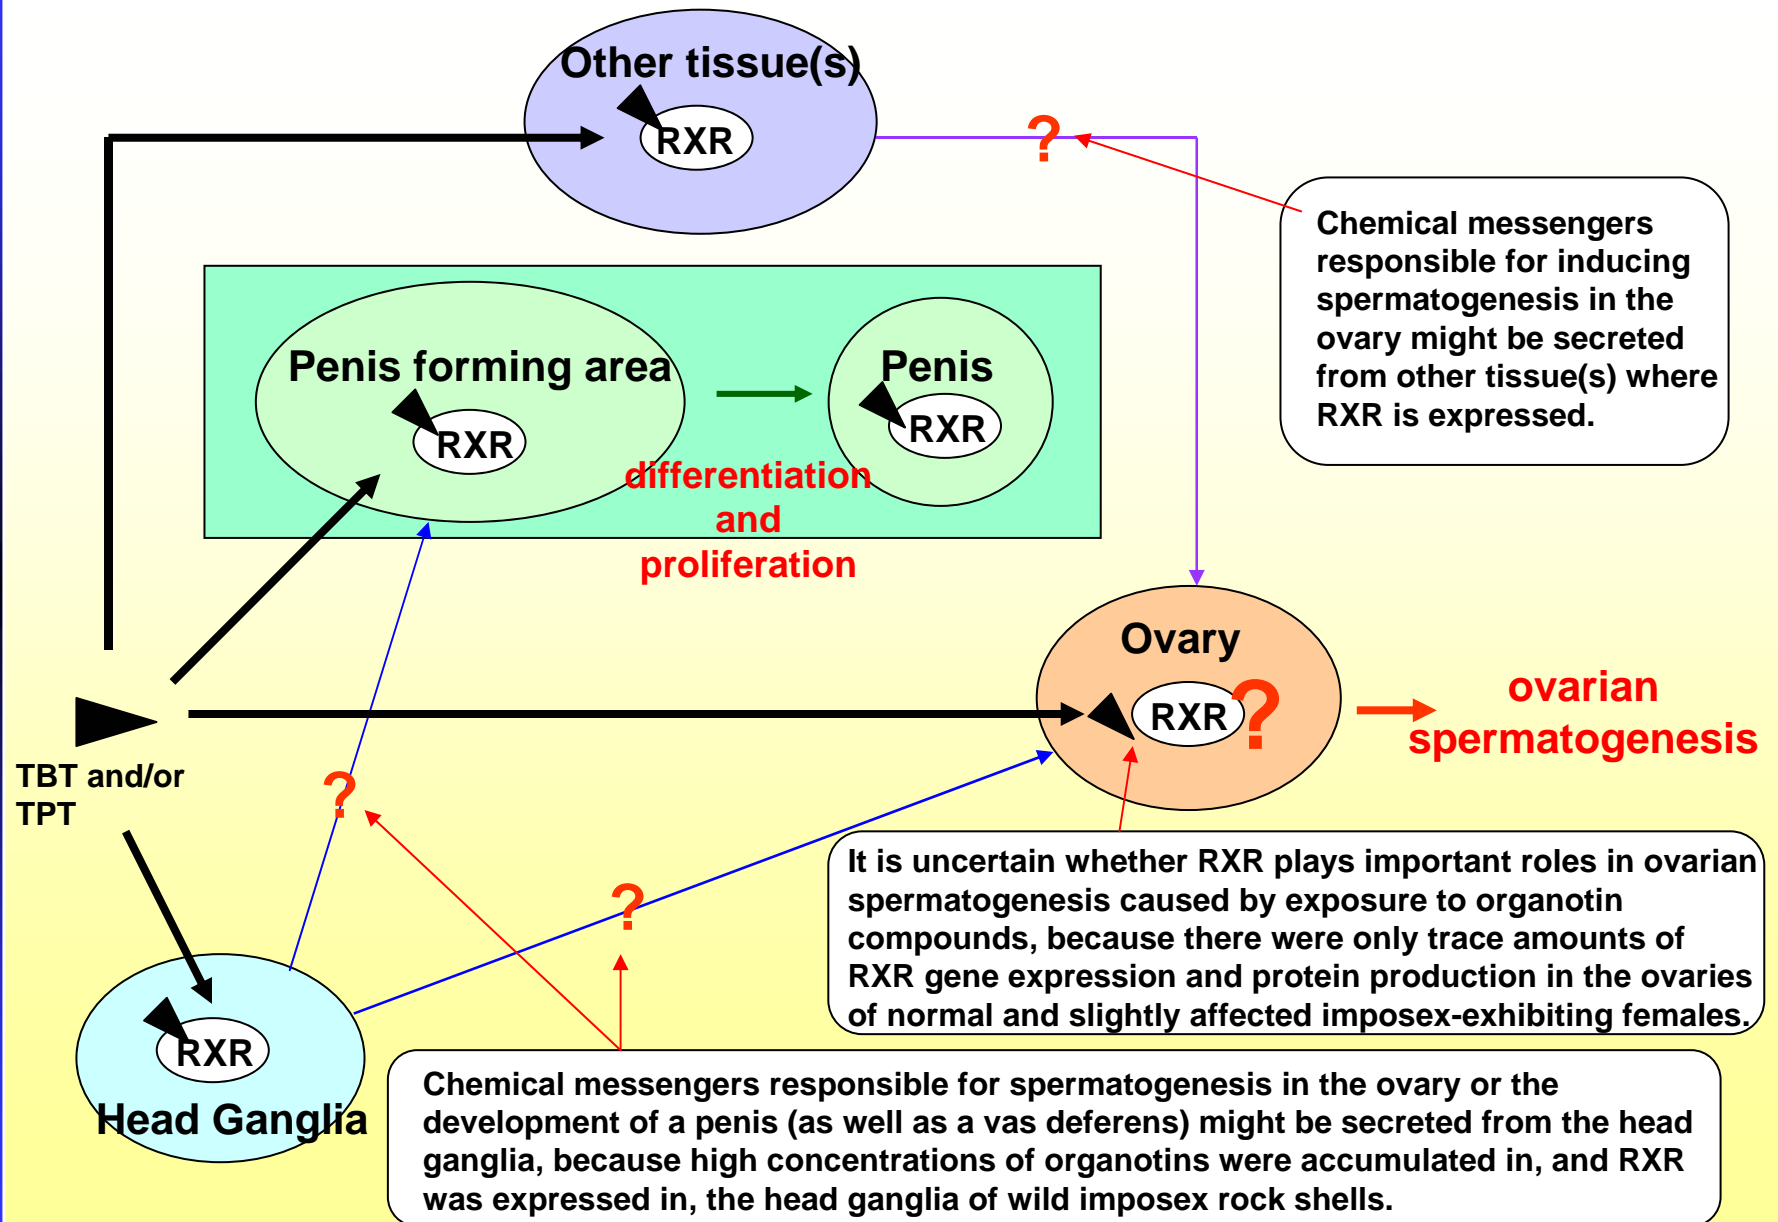 Other tissue(s)
RXR
?
Chemical messengers
responsible for inducing
spermatogenesis in the
ovary might be secreted
from other tissue(s) where
RXR is expressed.
Penis forming area
RXR
Penis
RXR
differentiation
and
proliferation
Ovary
RXR
?
ovarian
spermatogenesis
TBT and/or
TPT
?
?
It is uncertain whether RXR plays important roles in ovarian
spermatogenesis caused by exposure to organotin
compounds, because there were only trace amounts of
RXR gene expression and protein production in the ovaries
of normal and slightly affected imposex-exhibiting females.
RXR
Head Ganglia
Chemical messengers responsible for spermatogenesis in the ovary or the
development of a penis (as well as a vas deferens) might be secreted from the head
ganglia, because high concentrations of organotins were accumulated in, and RXR
was expressed in, the head ganglia of wild imposex rock shells.